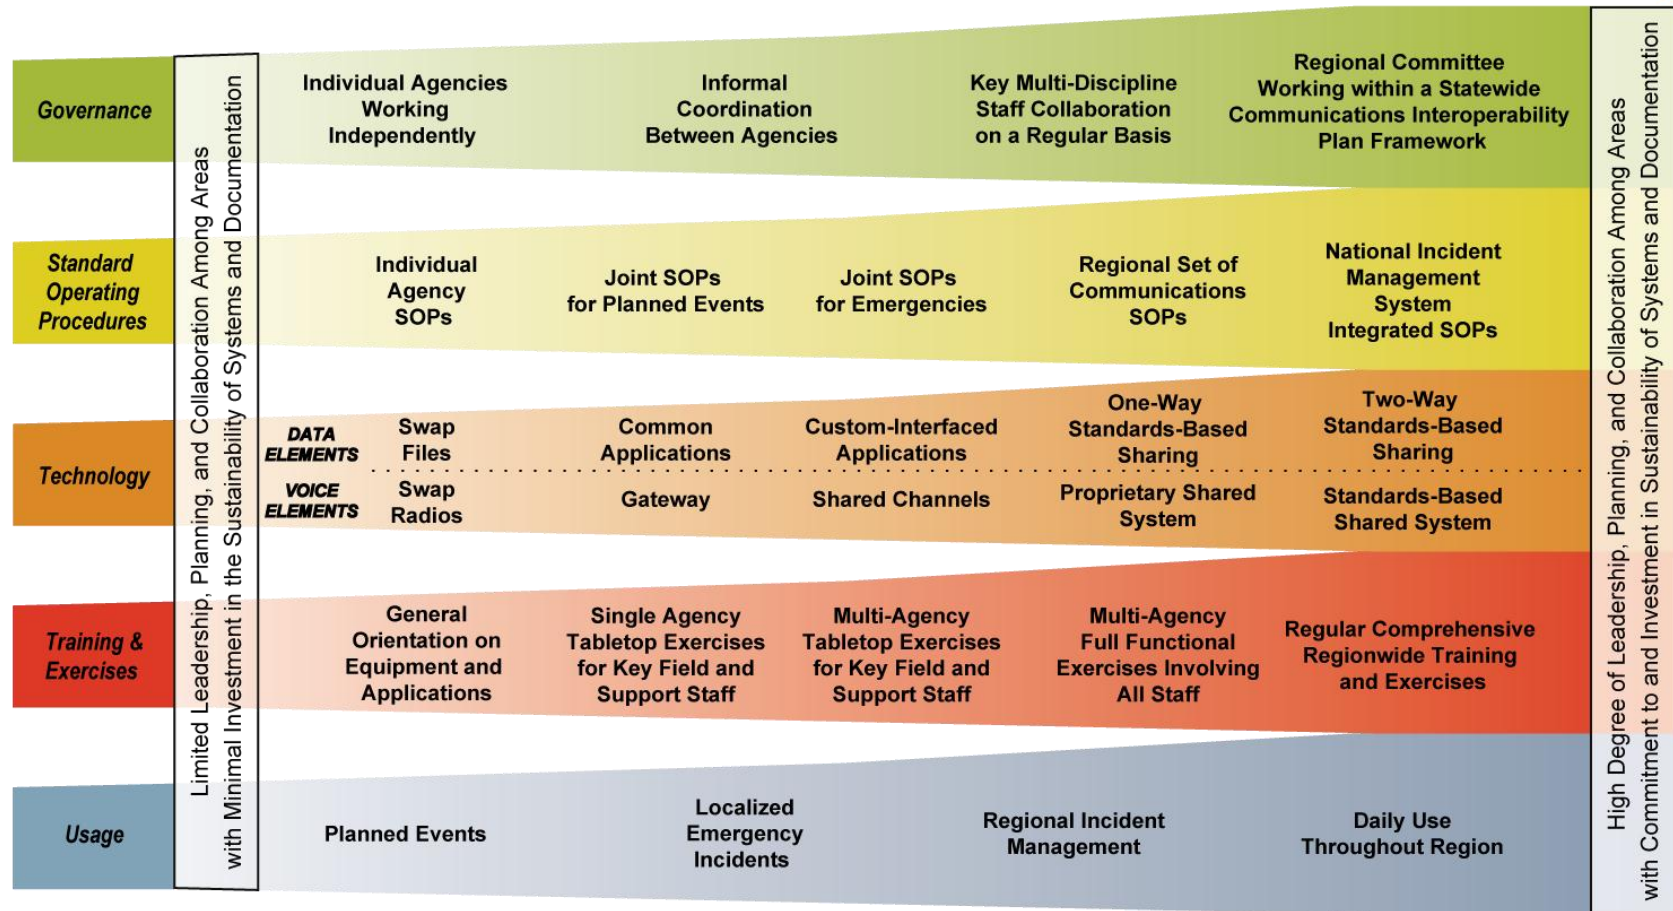 Governance
Limited Leadership, Planning, and Collaboration Among Areas
with Minimal Investment in the Sustainability of Systems and Documentation
Individual Agencies
Working
Independently
Informal
Coordination
Between Agencies
Key Multi-Discipline
Staff Collaboration
on a Regular Basis
Regional Committee
Working within a Statewide
Communications Interoperability
Plan Framework
High Degree of Leadership, Planning, and Collaboration Among Areas
with Commitment to and Investment in Sustainability of Systems and Documentation
Standard
Operating
Procedures
Individual
Agency
SOPs
Joint SOPs
for Planned Events
Joint SOPs
for Emergencies
Regional Set of
Communications
SOPs
National Incident
Management
System
Integrated SOPs
Technology
DATA
ELEMENTS
Swap
Files
Common
Applications
Custom-Interfaced
Applications
One-Way
Standards-Based
Sharing
Two-Way
Standards-Based
Sharing
VOICE
ELEMENTS
Swap
Radios
Gateway
Shared Channels
Proprietary Shared
System
Standards-Based
Shared System
Training &
Exercises
General
Orientation on
Equipment and
Applications
Single Agency
Tabletop Exercises
for Key Field and
Support Staff
Multi-Agency
Tabletop Exercises
for Key Field and
Support Staff
Multi-Agency
Full Functional
Exercises Involving
All Staff
Regular Comprehensive
Regionwide Training
and Exercises
Usage
Planned Events
Localized
Emergency
Incidents
Regional Incident
Management
Daily Use
Throughout Region